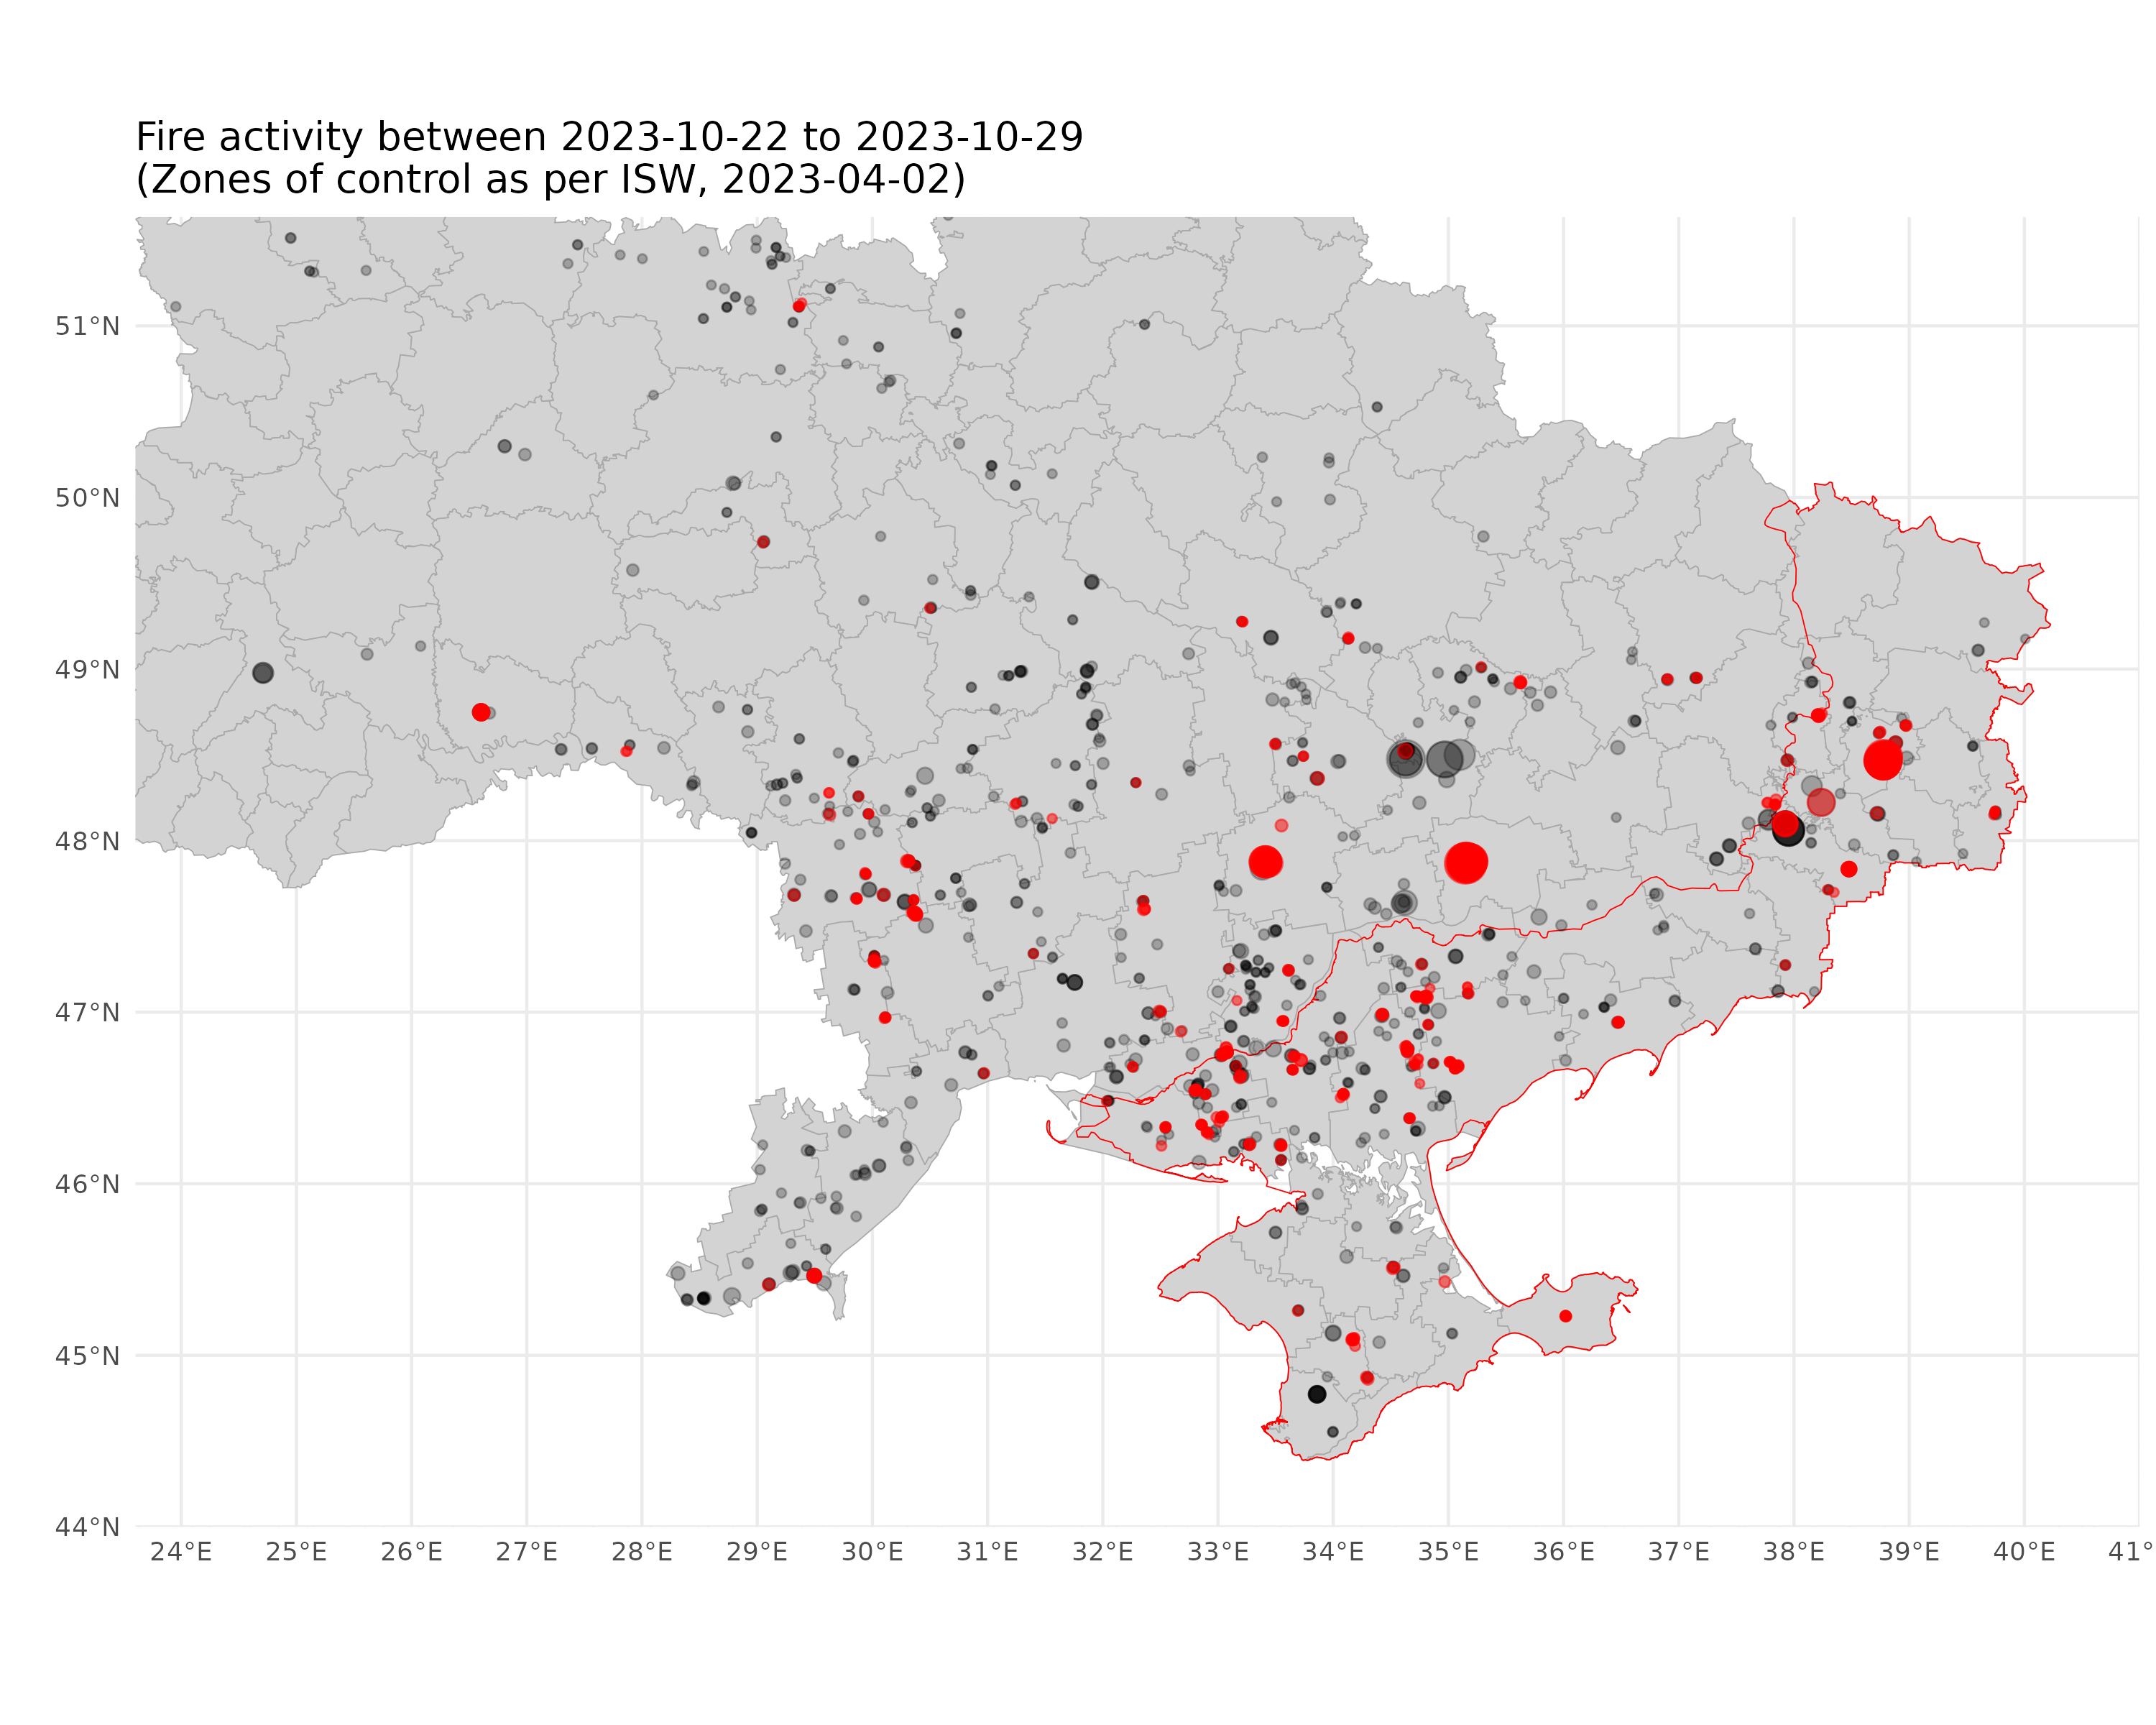 Fire activity between 2023-10-22 to 2023-10-29
(Zones of control as per ISW, 2023-04-02)
51°N
50°N
49°N
48°N
47°N
46°N
45°N
44°N
24°E 25°E 26°E 27°E 28°E 29°E 30°E 31°E 32°E 33°E 34°E 35°E 36°E 37°E 38°E 39°E 40°E 41°